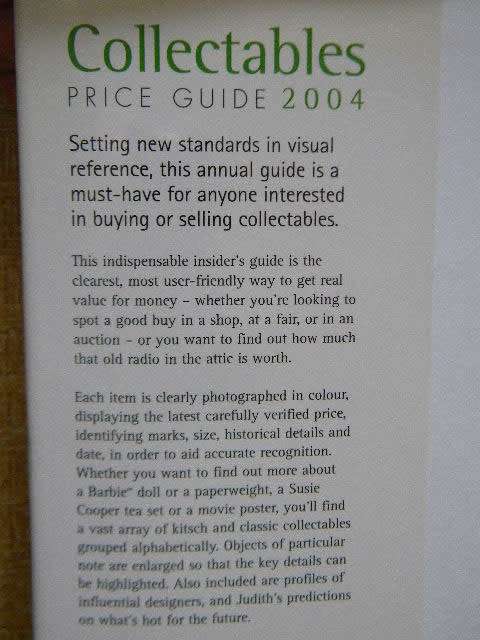 Collectables
PRICE GUIDE 2004
Setting new standards in visual
reference, this annual guide is a
must-have for anyone interested
in buying or selling collectables.
This indispensable insider's guide is the
clearest, most user-friendly way to get real
value for money – whether you're looking to
spot a good buy in a shop, at a fair, or in an
auction – or you want to find out how much
that old radio in the attic is worth.
Each item is clearly photographed in colour,
displaying the latest carefully verified price,
identifying marks, size, historical details and
date, in order to aid accurate recognition.
Whether you want to find out more about
a Barbie™ doll or a paperweight, a Susie
Cooper tea set or a movie poster, you'll find
a vast array of kitsch and classic collectables
grouped alphabetically. Objects of particular
note are enlarged so that the key details can
be highlighted. Also included are profiles of
influential designers, and Judith's predictions
on what's hot for the future.